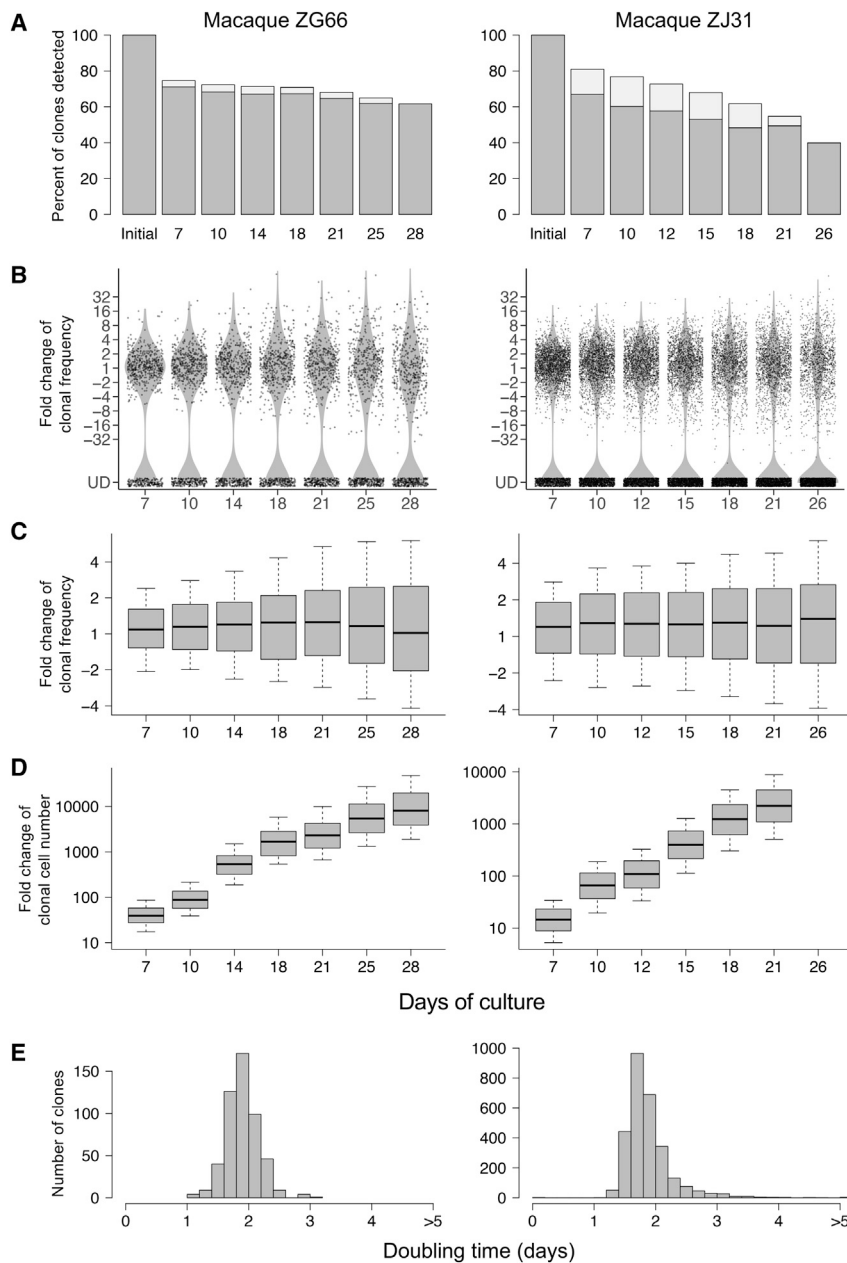 A
Macaque ZG66
Macaque ZJ31
Percent of clones detected
100
80
60
40
20
0
Initial 7 10 14 18 21 25 28
100
80
60
40
20
0
Initial 7 10 12 15 18 21 26
B
Fold change of
clonal frequency
32
16
8
4
2
1
−2
−4
−8
−16
−32
UD
7 10 14 18 21 25 28
32
16
8
4
2
1
−2
−4
−8
−16
−32
UD
7 10 12 15 18 21 26
C
Fold change of
clonal frequency
4
2
1
−2
−4
7 10 14 18 21 25 28
4
2
1
−2
−4
7 10 12 15 18 21 26
D
Fold change of
clonal cell number
10000
1000
100
10
7 10 14 18 21 25 28
10000
1000
100
10
7 10 12 15 18 21 26
Days of culture
E
Number of clones
150
100
50
0
0 1 2 3 4 >5
1000
800
600
400
200
0
0 1 2 3 4 >5
Doubling time (days)